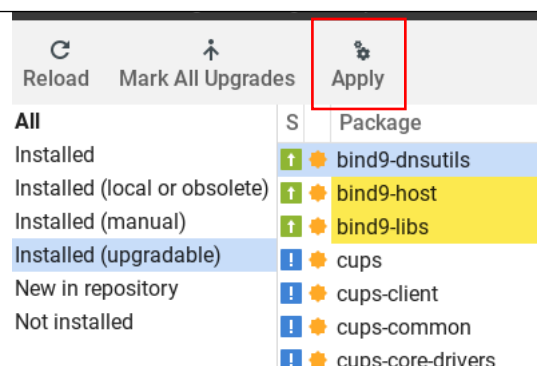 Reload Mark All Upgrades Apply
All
Installed
Installed (local or obsolete)
Installed (manual)
Installed (upgradable)
New in repository
Not installed
S Package
bind9-dnsutils
bind9-host
bind9-libs
cups
cups-client
cups-common
cups-core-drivers